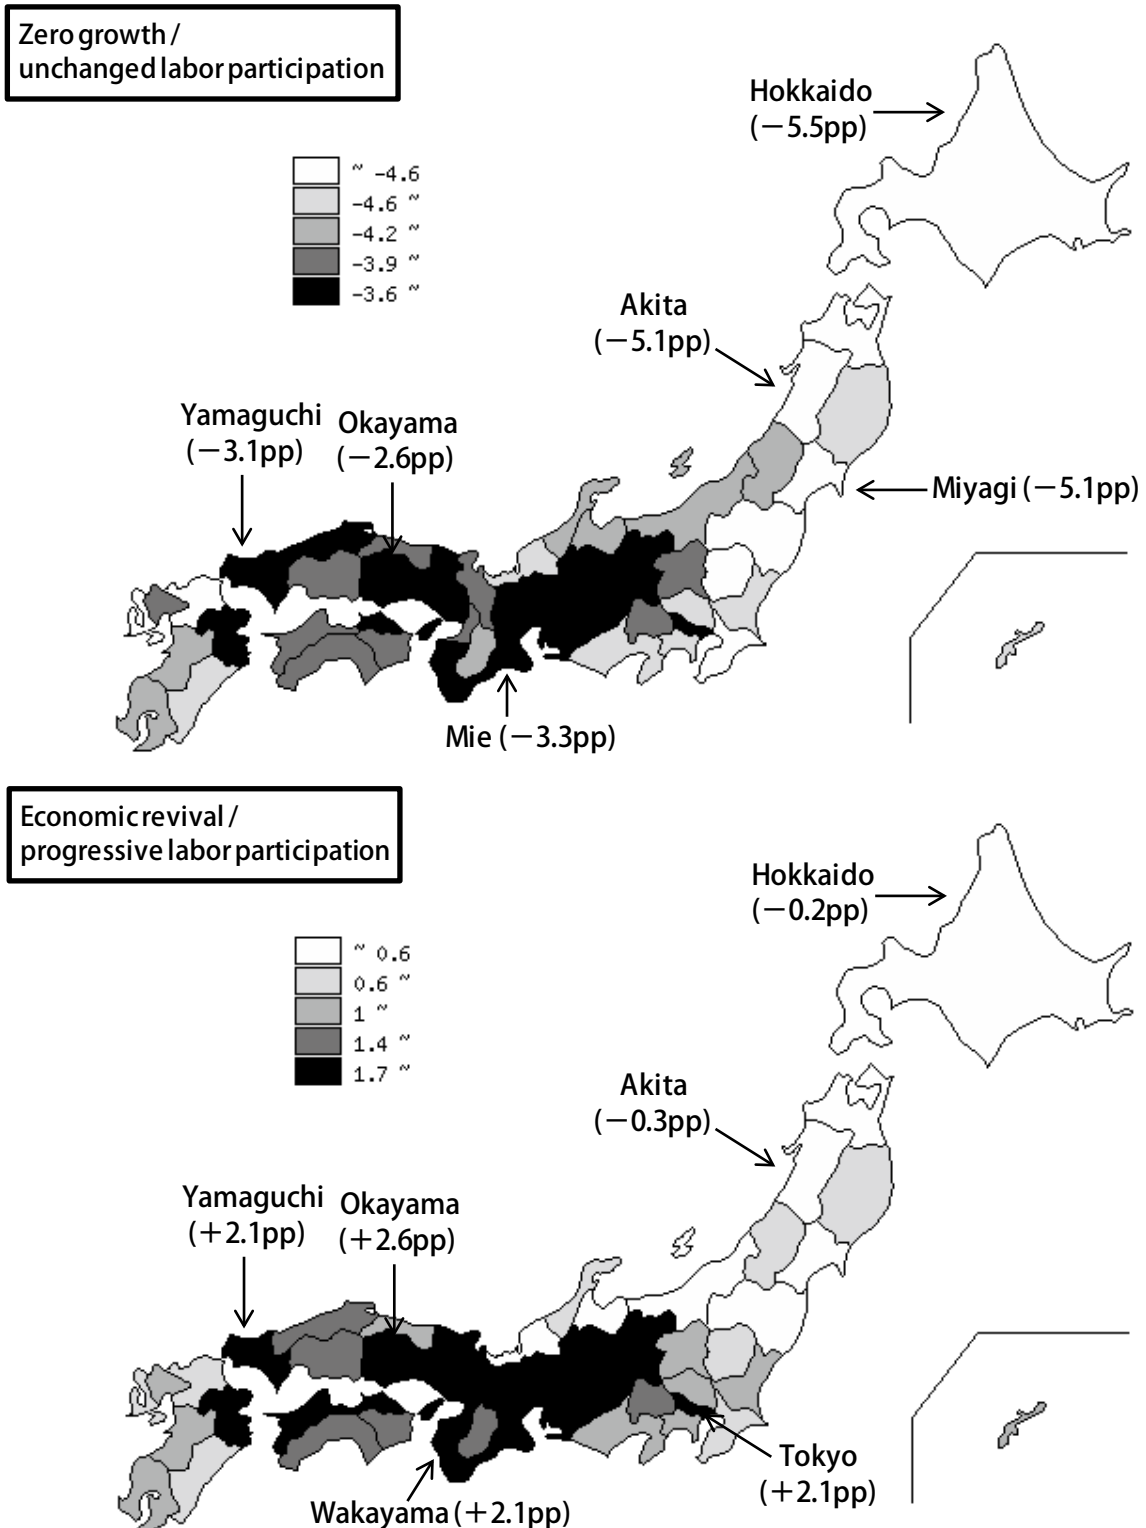 Zero growth /
unchanged labor participation
Hokkaido
(－5.5pp)
~ -4.6
-4.6 ~
-4.2 ~
-3.9 ~
-3.6 ~
Akita
(－5.1pp)
Yamaguchi
(－3.1pp)
Okayama
(－2.6pp)
Miyagi (－5.1pp)
Mie (－3.3pp)
Economic revival /
progressive labor participation
Hokkaido
(－0.2pp)
~ 0.6
0.6 ~
1 ~
1.4 ~
1.7 ~
Akita
(－0.3pp)
Yamaguchi
(＋2.1pp)
Okayama
(＋2.6pp)
Tokyo
(＋2.1pp)
Wakayama (＋2.1pp)